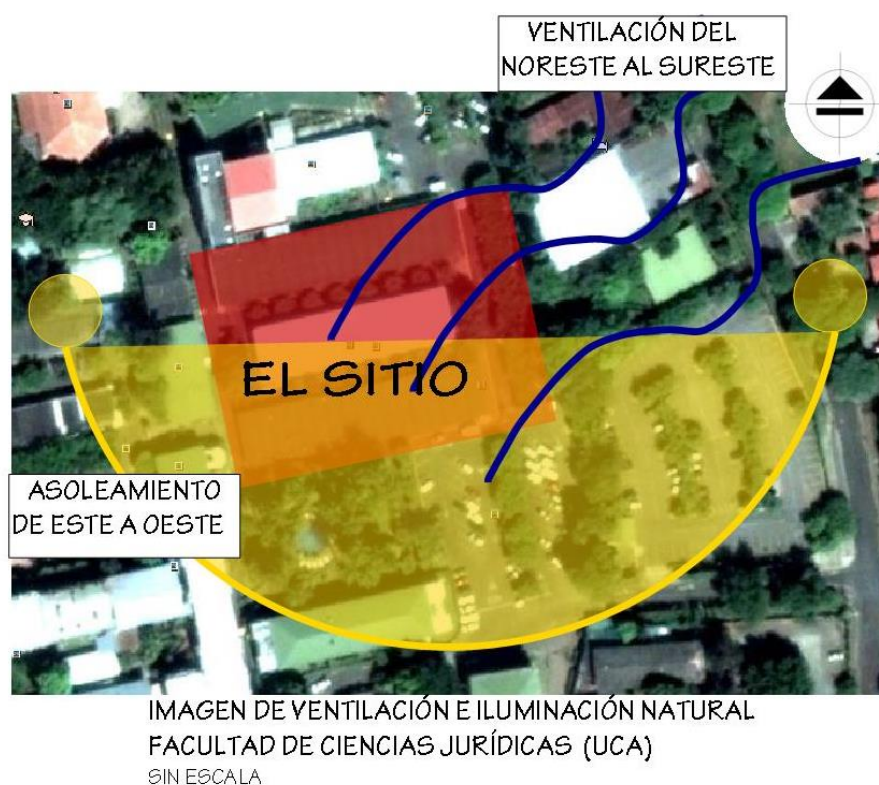 VENTILACIÓN DEL
NORESTE AL SURESTE
EL SITIO
ASOLEAMIENTO
DE ESTE A OESTE
IMAGEN DE VENTILACIÓN E ILUMINACIÓN NATURAL
FACULTAD DE CIENCIAS JURÍDICAS (UCA)
SIN ESCALA